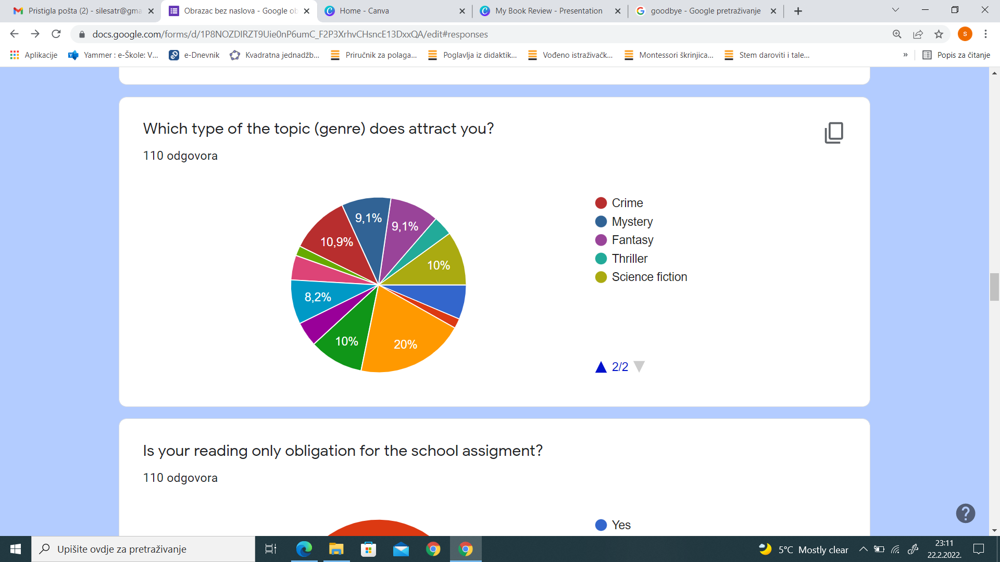 Pristigla pošta (2) - silesatr@gma
Obrazac bez naslova - Google ob
Home - Canva
My Book Review - Presentation
goodbye - Google pretraživanje
docs.google.com/forms/d/1P8NOZDIRZT9Uie0nP6umC_F2P3XrhvCHsncE13DxxQA/edit#responses
s
Aplikacije
Yammer : e-Škole: V...
e-Dnevnik
Kvadratna jednadžb...
Priručnik za polaga...
Poglavlja iz didaktik...
Vođeno istraživačk...
Montessori škrinjica...
Stem daroviti i tale...
»
Popis za čitanje
Which type of the topic (genre) does attract you?
110 odgovora
9,1%
9,1%
10,9%
10%
8,2%
10%
20%
Crime
Mystery
Fantasy
Thriller
Science fiction
2/2
Is your reading only obligation for the school assigment?
110 odgovora
Yes
?
Upišite ovdje za pretraživanje
5°C Mostly clear
23:11
22.2.2022.